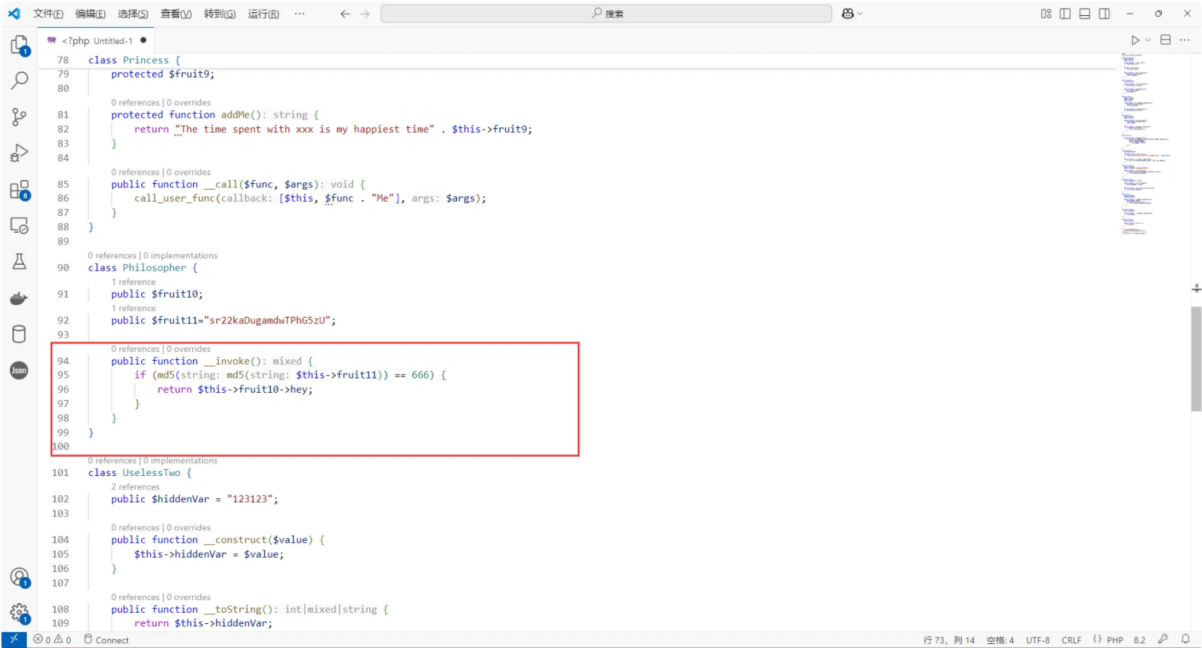 文件(F) 编辑(E) 选择(S) 查看(V) 转到(G) 运行(R) ··· 搜索
<?php Untitled-1
78 class Princess {
79 protected $fruit9;
80
0 references | 0 overrides
81 protected function addMe(): string {
82 return "The time spent with xxx is my happiest time" . $this->fruit9;
83 }
84
0 references | 0 overrides
85 public function __call($func, $args): void {
86 call_user_func(callback: [$this, $func . "Me"], args: $args);
87 }
88 }
89
0 references | 0 implementations
90 class Philosopher {
1 reference
91 public $fruit10;
1 reference
92 public $fruit11="sr22kaDugamdwTPhG5zU";
93
0 references | 0 overrides
94 public function __invoke(): mixed {
95 if (md5(string: md5(string: $this->fruit11)) == 666) {
96 return $this->fruit10->hey;
97 }
98 }
99 }
100
0 references | 0 implementations
101 class UselessTwo {
2 references
102 public $hiddenVar = "123123";
103
0 references | 0 overrides
104 public function __construct($value) {
105 $this->hiddenVar = $value;
106 }
107
0 references | 0 overrides
108 public function __toString(): int|mixed|string {
109 return $this->hiddenVar;
1
8
Json
1
1
0 0 Connect 行 73，列 14 空格: 4 UTF-8 CRLF {} PHP 8.2